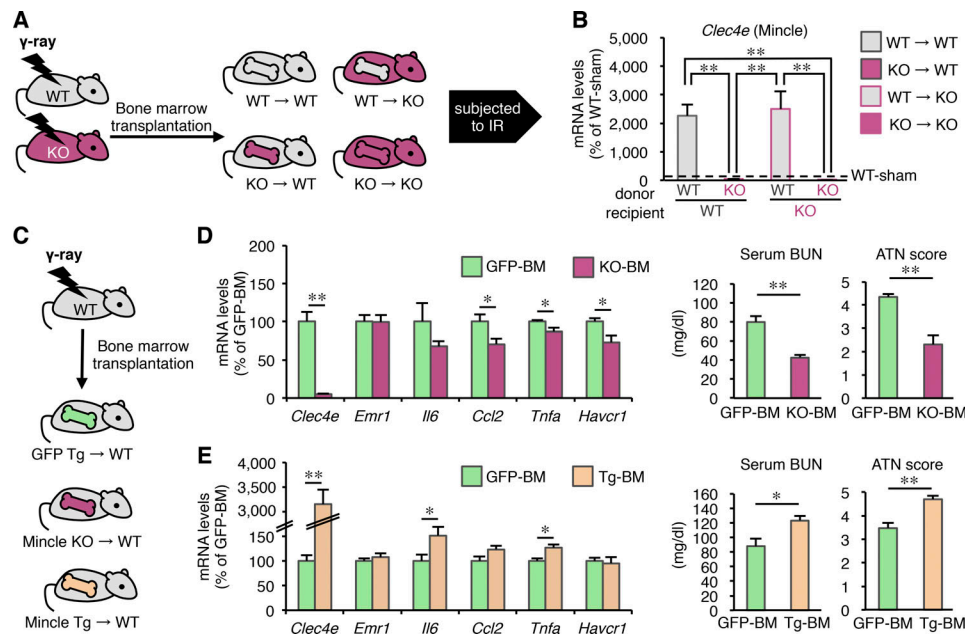 A
γ-ray
WT
KO
Bone marrow
transplantation
WT → WT
WT → KO
KO → WT
KO → KO
subjected
to IR
B
Clec4e (Mincle)
mRNA levels
(% of WT-sham)
5,000
4,000
3,000
2,000
1,000
0
**
** ** **
WT-sham
donor WT KO WT KO
recipient WT KO
WT → WT
KO → WT
WT → KO
KO → KO
C
γ-ray
WT
Bone marrow
transplantation
GFP Tg → WT
Mincle KO → WT
Mincle Tg → WT
D
mRNA levels
(% of GFP-BM)
200
150
100
50
0
GFP-BM KO-BM
** * * *
Clec4e Emr1 Il6 Ccl2 Tnfa Havcr1
Serum BUN
(mg/dl)
120
100
80
60
40
20
0
**
GFP-BM KO-BM
ATN score
5
4
3
2
1
0
**
GFP-BM KO-BM
E
mRNA levels
(% of GFP-BM)
4,000
3,500
3,000
200
150
100
50
0
GFP-BM Tg-BM
** * *
Clec4e Emr1 Il6 Ccl2 Tnfa Havcr1
Serum BUN
(mg/dl)
160
140
120
100
80
60
40
20
0
*
GFP-BM Tg-BM
ATN score
5
4
3
2
1
0
**
GFP-BM Tg-BM